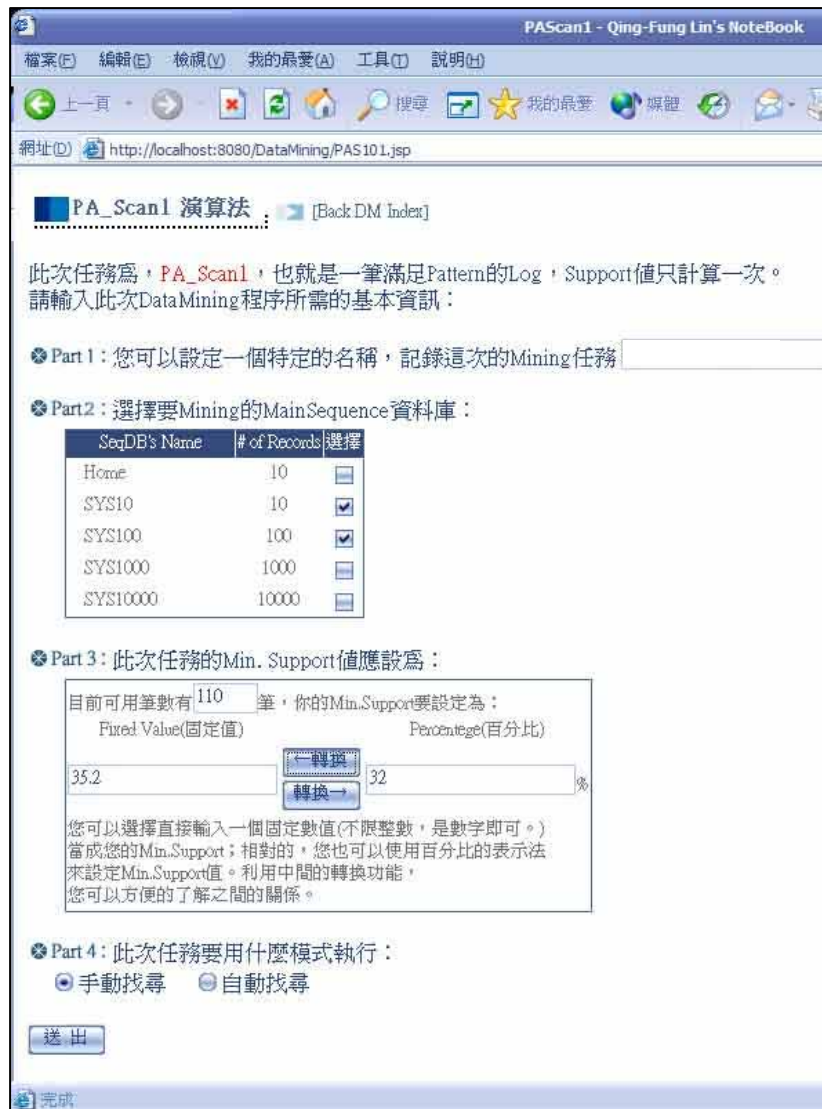 PAScan1 - Qing-Fung Lin's NoteBook
檔案(F) 編輯(E) 檢視(V) 我的最愛(A) 工具(T) 說明(H)
上一頁 搜尋 我的最愛 媒體
網址(D) http://localhost:8080/DataMining/PAS101.jsp
PA_Scan1 演算法 [Back DM Index]
此次任務為，PA_Scan1，也就是一筆滿足Pattern的Log，Support值只計算一次。
請輸入此次DataMining程序所需的基本資訊：
Part 1：您可以設定一個特定的名稱，記錄這次的Mining任務
Part2：選擇要Mining的MainSequence資料庫：
SeqDB's Name # of Records 選擇
Home 10
SYS10 10
SYS100 100
SYS1000 1000
SYS10000 10000
Part 3：此次任務的Min. Support值應設為：
目前可用筆數有 110 筆，你的Min.Support要設定為：
Fixed Value(固定值) Percentege(百分比)
←轉換
35.2 32 %
轉換→
您可以選擇直接輸入一個固定數值(不限整數，是數字即可。)
當成您的Min.Support；相對的，您也可以使用百分比的表示法
來設定Min.Support值。利用中間的轉換功能，
您可以方便的了解之間的關係。
Part 4：此次任務要用什麼模式執行：
手動找尋 自動找尋
送 出
完成